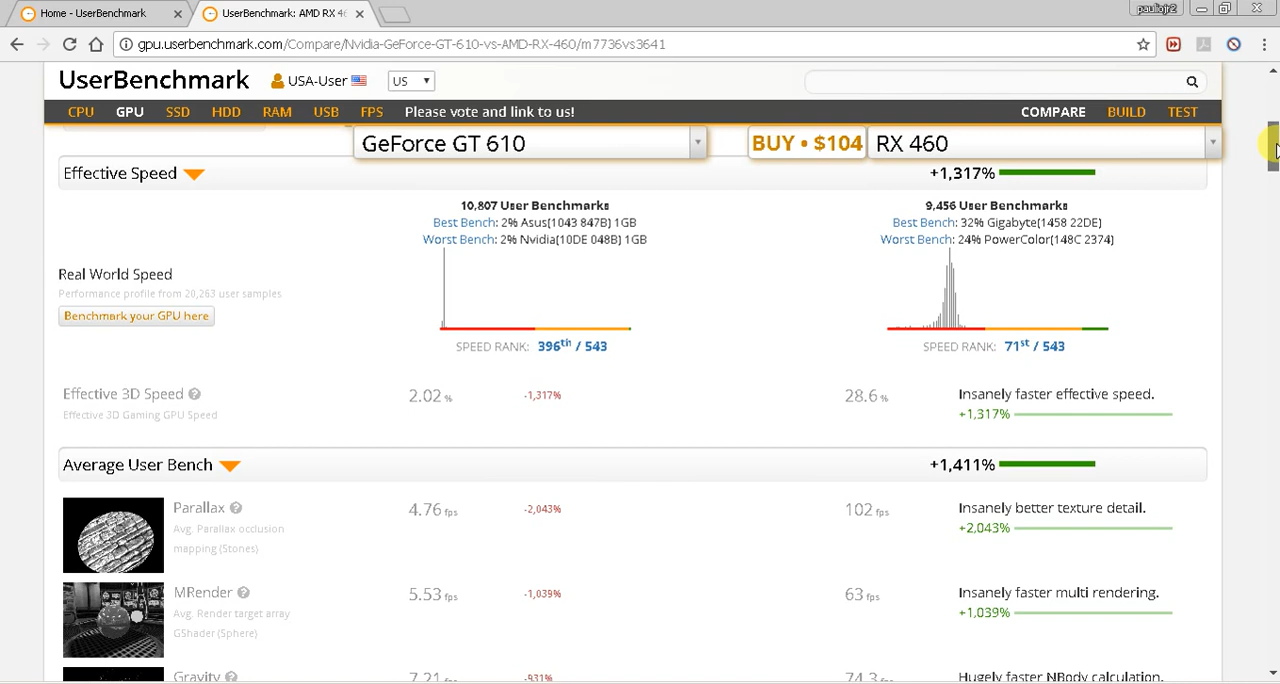 Home - UserBenchmark
UserBenchmark: AMD RX 46
pauliojr2
gpu.userbenchmark.com/Compare/Nvidia-GeForce-GT-610-vs-AMD-RX-460/m7736vs3641
UserBenchmark USA-User US
CPU GPU SSD HDD RAM USB FPS Please vote and link to us! COMPARE BUILD TEST
GeForce GT 610 BUY • $104 RX 460
Effective Speed +1,317%
10,807 User Benchmarks 9,456 User Benchmarks
Best Bench: 2% Asus(1043 847B) 1GB Best Bench: 32% Gigabyte(1458 22DE)
Worst Bench: 2% Nvidia(10DE 048B) 1GB Worst Bench: 24% PowerColor(148C 2374)
Real World Speed
Performance profile from 20,263 user samples
Benchmark your GPU here
SPEED RANK: 396th / 543 SPEED RANK: 71st / 543
Effective 3D Speed ? 2.02 % -1,317% 28.6 % Insanely faster effective speed.
Effective 3D Gaming GPU Speed +1,317%
Average User Bench +1,411%
Parallax ? 4.76 fps -2,043% 102 fps Insanely better texture detail.
Avg. Parallax occlusion +2,043%
mapping (Stones)
MRender ? 5.53 fps -1,039% 63 fps Insanely faster multi rendering.
Avg. Render target array +1,039%
GShader (Sphere)
Gravity ? 7.21 fps -931% 74.3 fps Hugely faster NBody calculation.